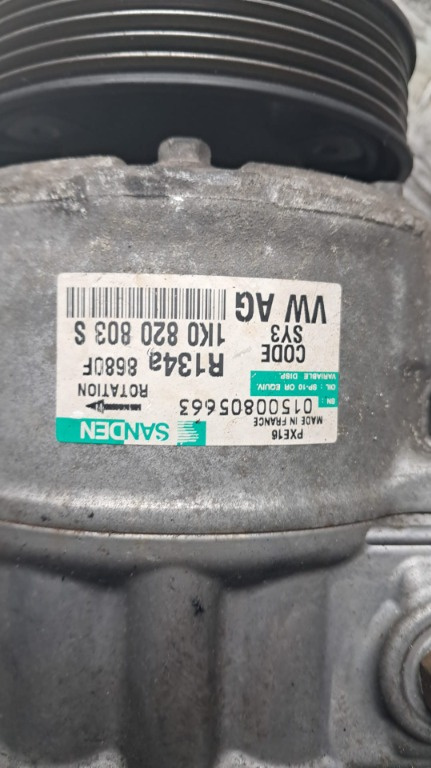 SANDEN
PXE16
MADE IN FRANCE
SN: 01500805663
ROTATION
OIL: SP-10 OR EQUIV.
VARIABLE DISP.
R134a 8680F
CODE
SY3
1K0 820 803 S
VW AG